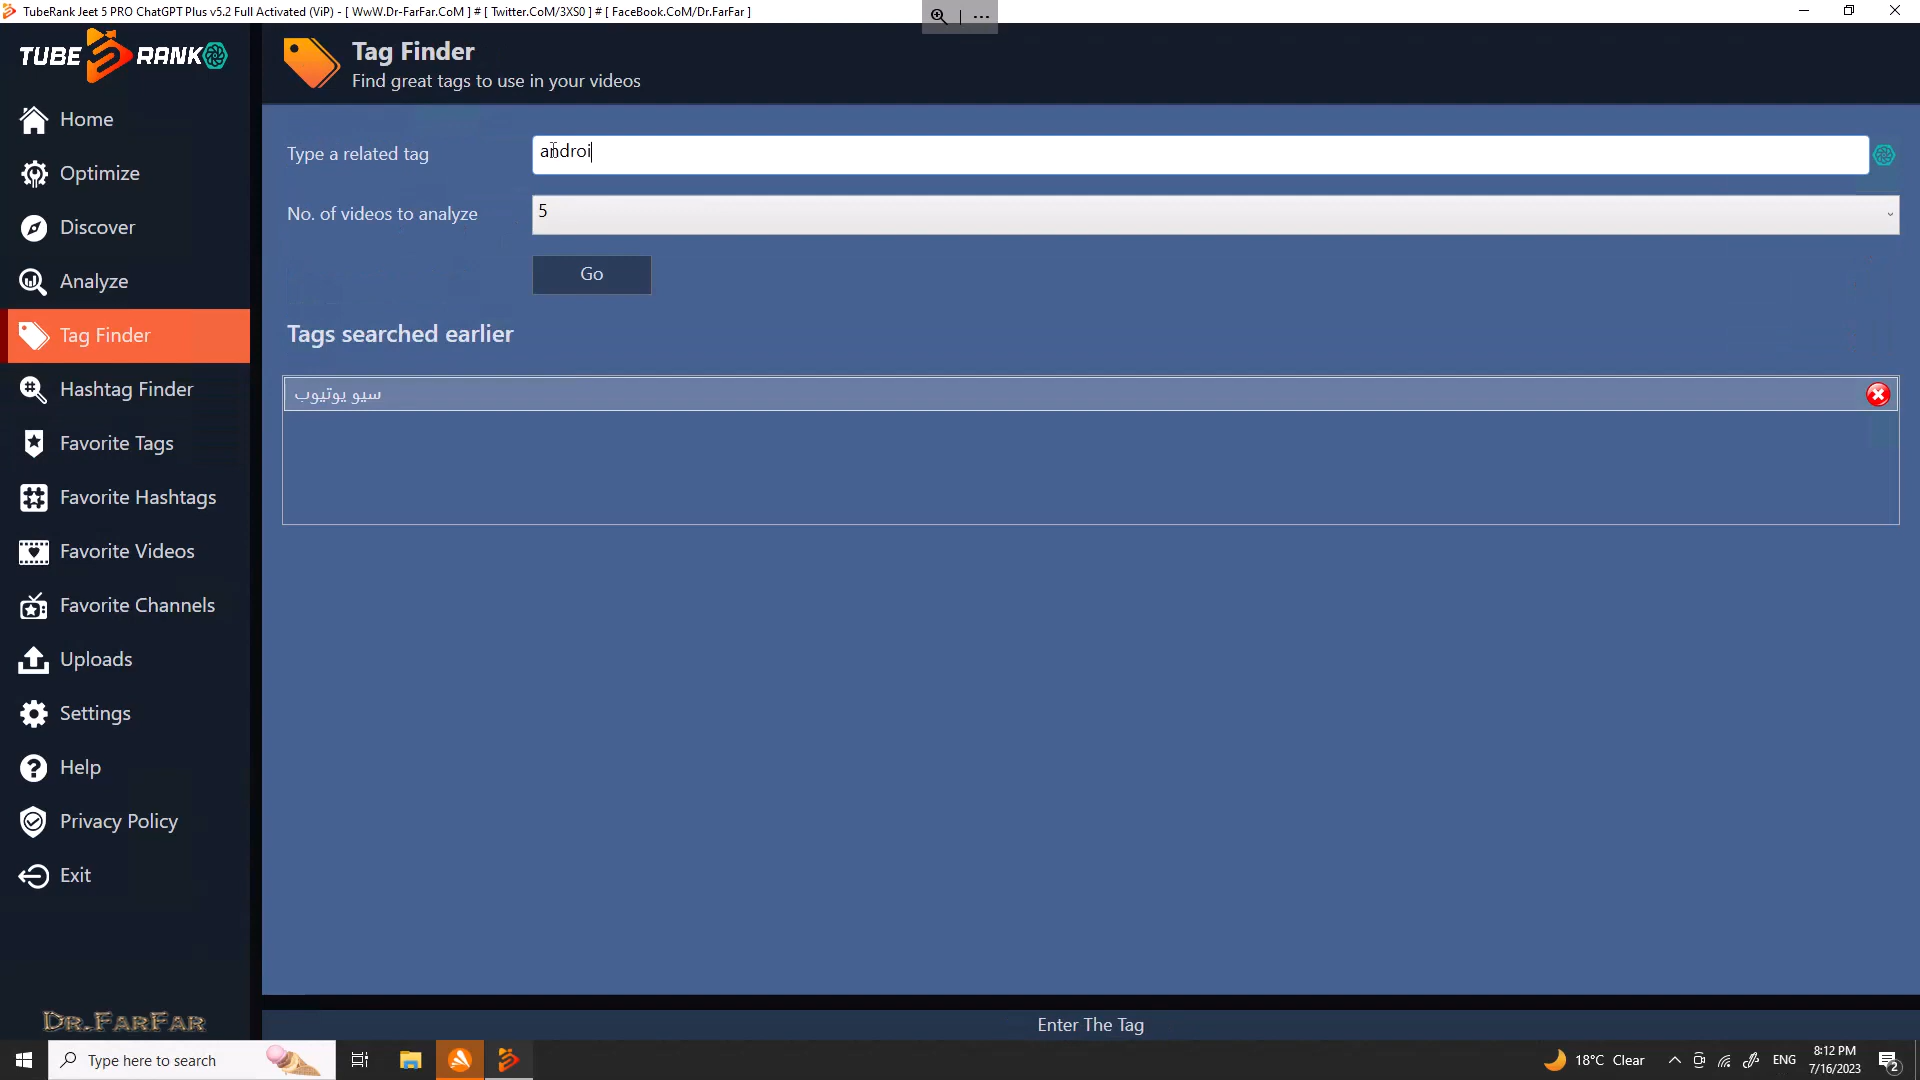 TubeRank Jeet 5 PRO ChatGPT Plus v5.2 Full Activated (ViP) - [ WwW.Dr-FarFar.CoM ] # [ Twitter.CoM/3XS0 ] # [ FaceBook.CoM/Dr.FarFar ]
TUBE 5 RANK
Tag Finder
Find great tags to use in your videos
Home
Optimize
Discover
Analyze
Tag Finder
Hashtag Finder
Favorite Tags
Favorite Hashtags
Favorite Videos
Favorite Channels
Uploads
Settings
Help
Privacy Policy
Exit
DR.FARFAR
Type a related tag
androi
No. of videos to analyze
5
Go
Tags searched earlier
سيو يوتيوب
Enter The Tag
Type here to search
18°C Clear
ENG
8:12 PM
7/16/2023
2